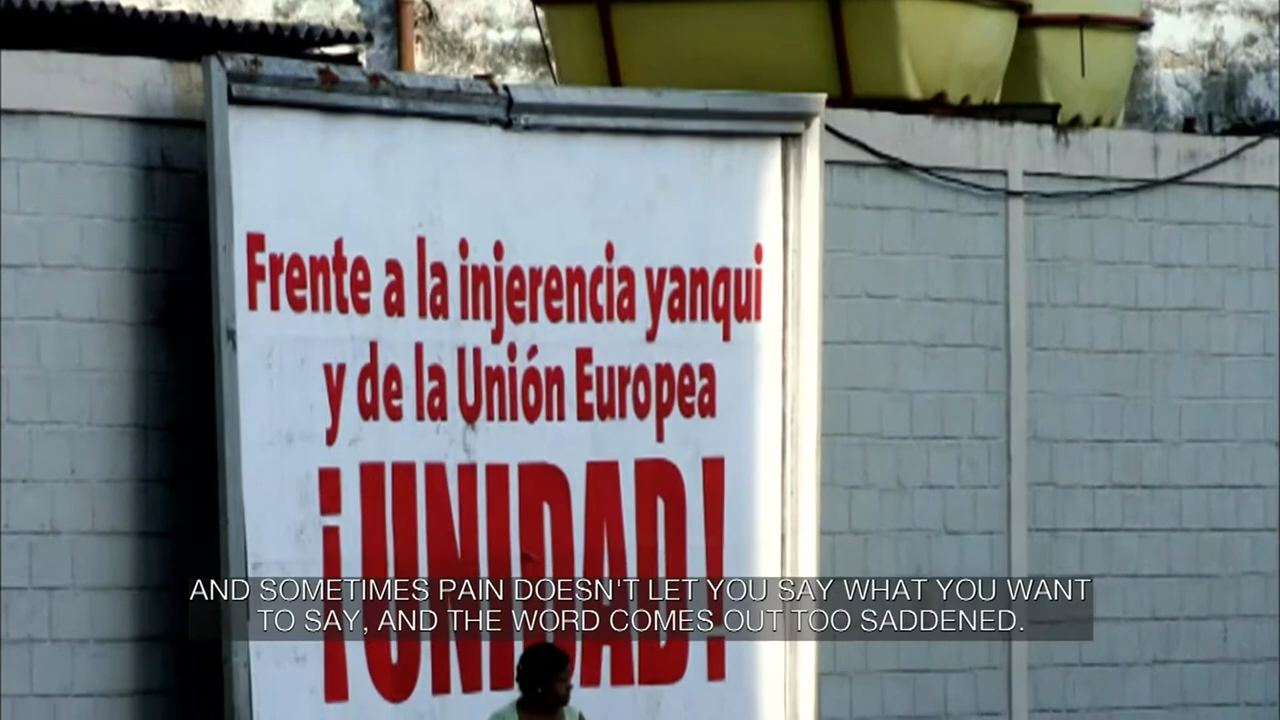 Frente a la injerencia yanqui
y de la Unión Europea
¡UNIDAD!
AND SOMETIMES PAIN DOESN'T LET YOU SAY WHAT YOU WANT
TO SAY, AND THE WORD COMES OUT TOO SADDENED.